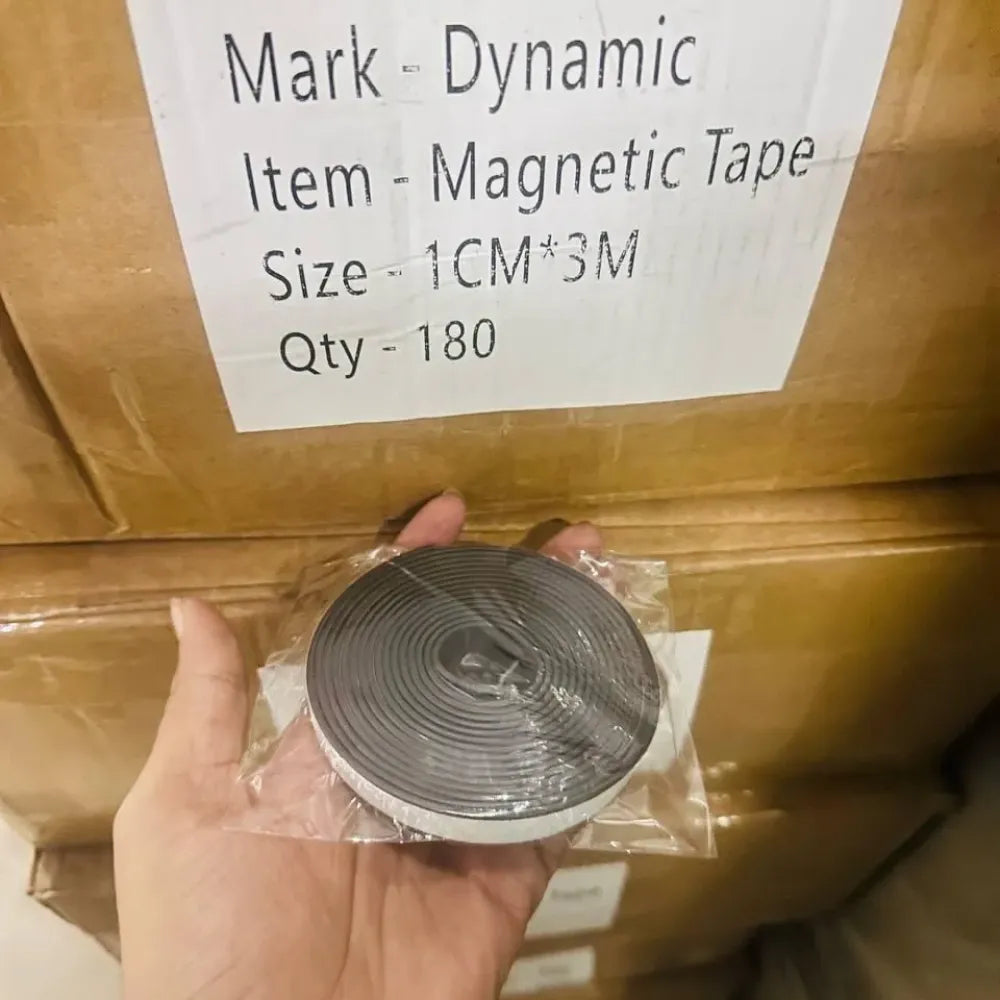 Mark - Dynamic
Item - Magnetic Tape
Size - 1CM*3M
Qty - 180